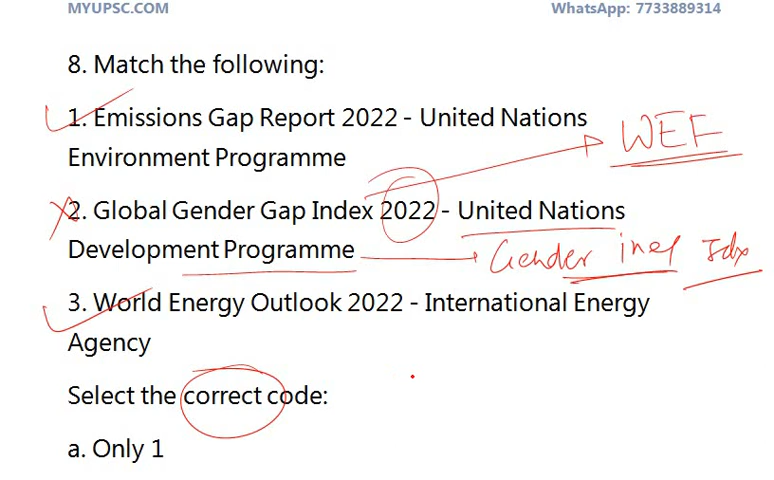 MYUPSC.COM WhatsApp: 7733889314
8. Match the following:
1. Emissions Gap Report 2022 - United Nations
Environment Programme
WEF
2. Global Gender Gap Index 2022 - United Nations
Development Programme
Gender ineq Idx
3. World Energy Outlook 2022 - International Energy
Agency
Select the correct code:
a. Only 1